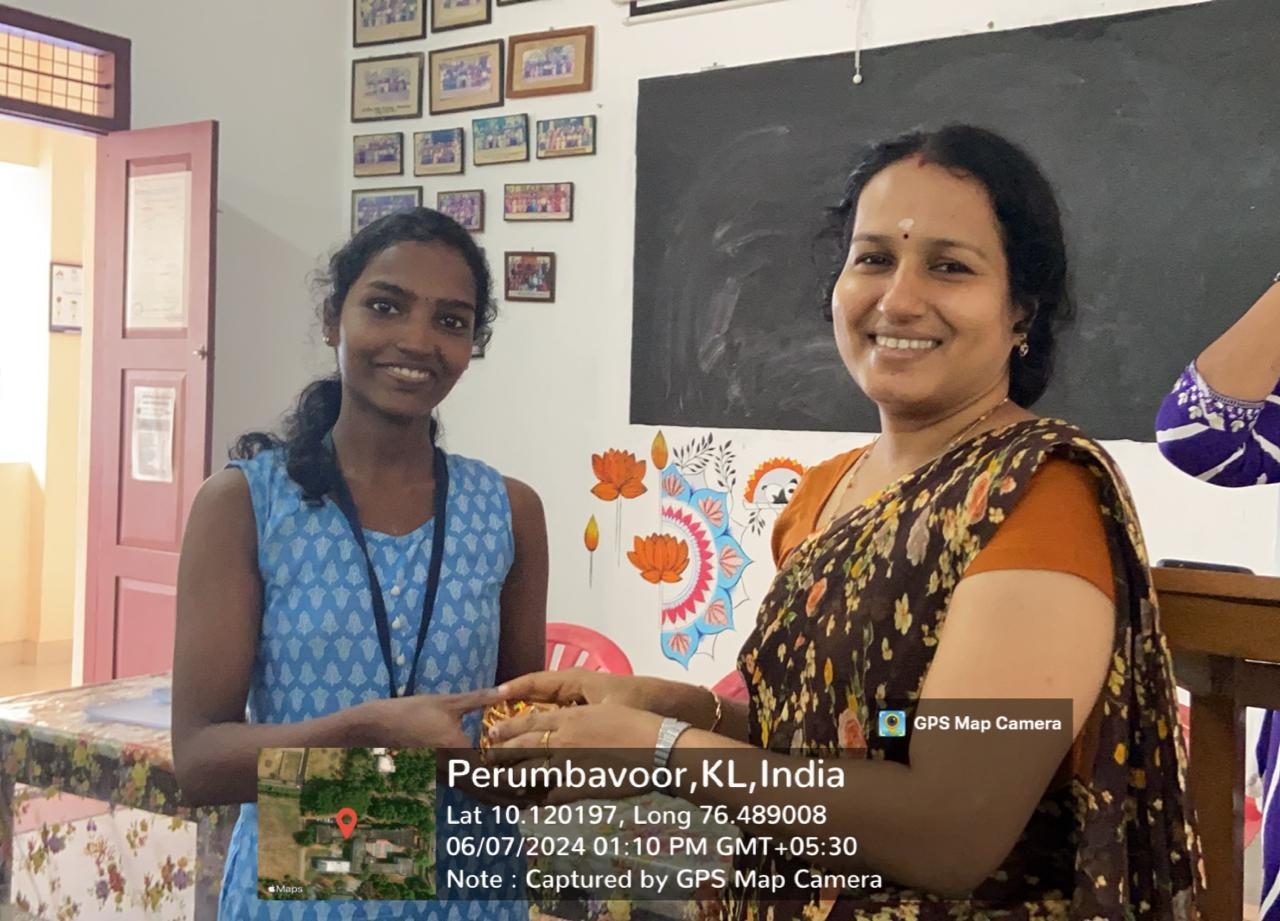 GPS Map Camera
Perumbavoor,KL,India
Lat 10.120197, Long 76.489008
06/07/2024 01:10 PM GMT+05:30
Note : Captured by GPS Map Camera
Maps